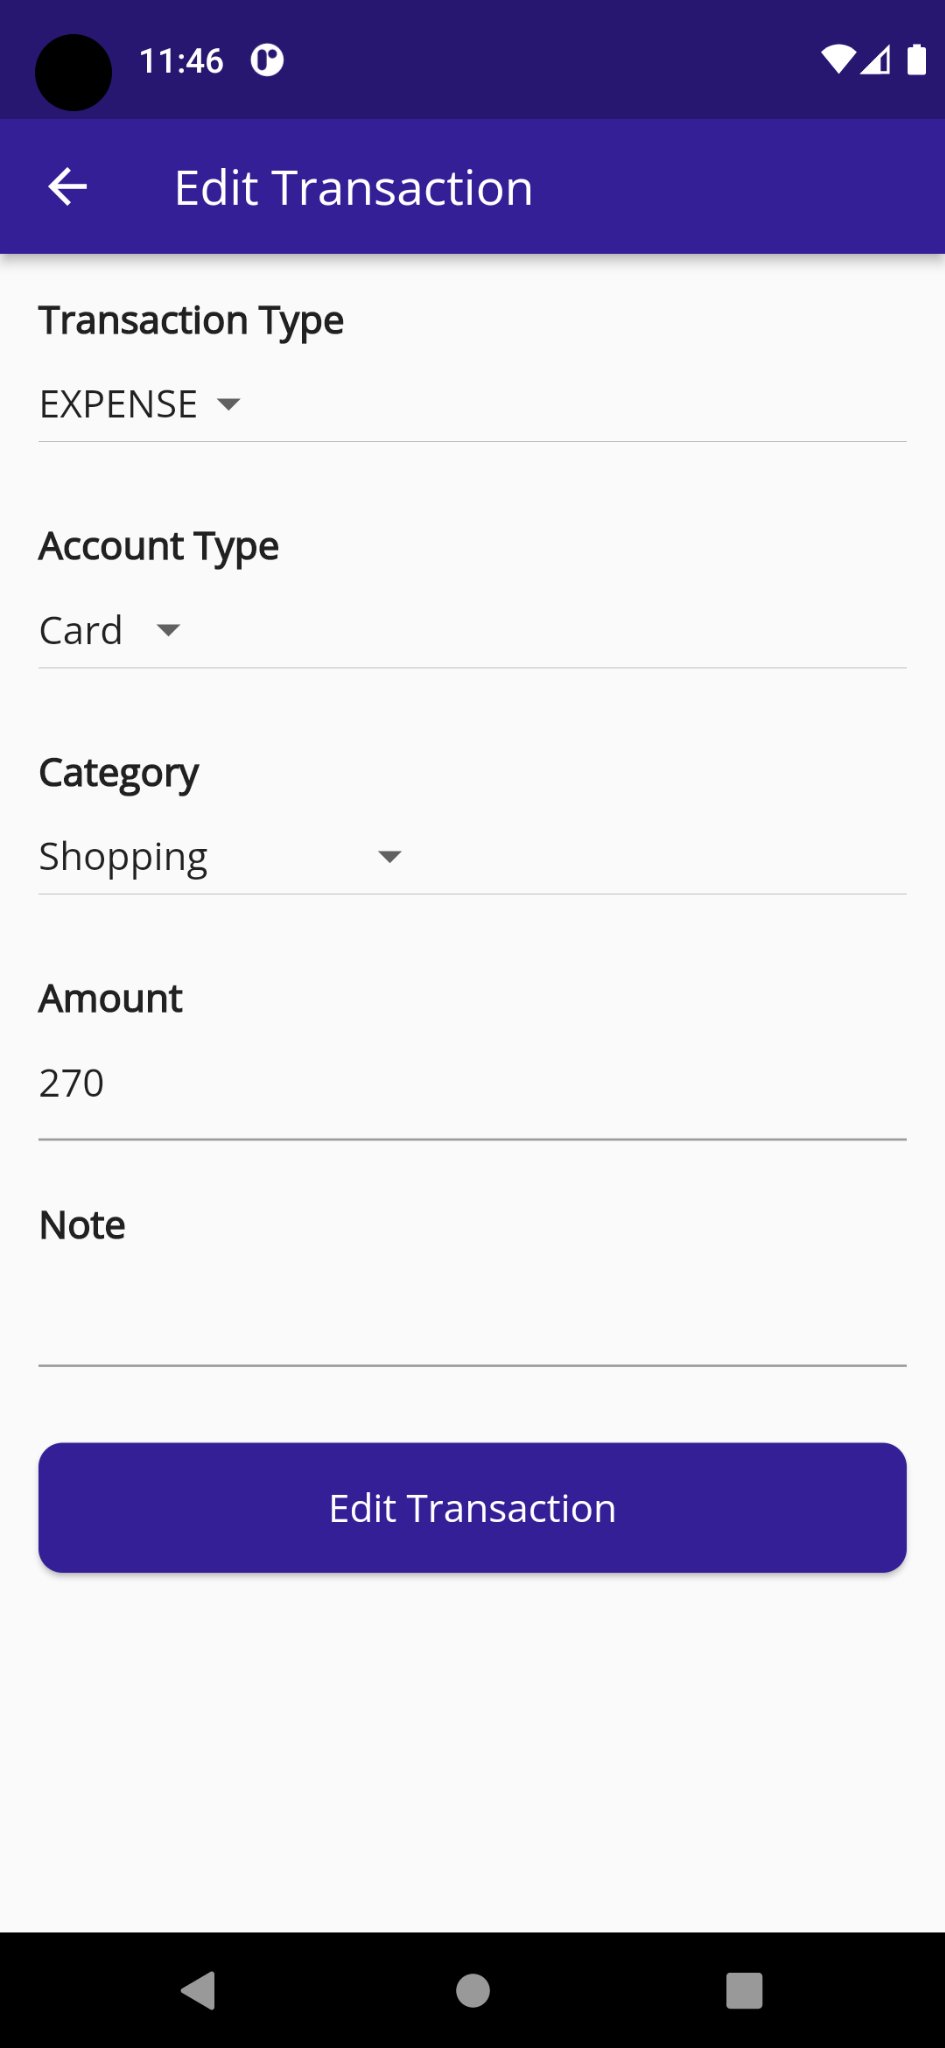 11:46
Edit Transaction
Transaction Type
EXPENSE
Account Type
Card
Category
Shopping
Amount
270
Note
Edit Transaction